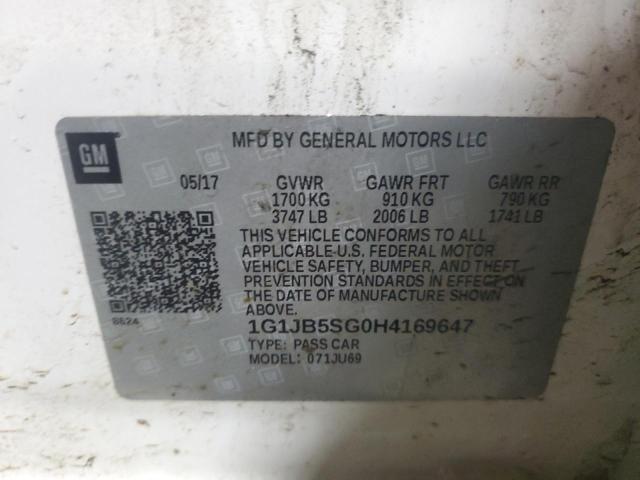 GM
MFD BY GENERAL MOTORS LLC
05/17 GVWR GAWR FRT GAWR RR
1700 KG 910 KG 790 KG
3747 LB 2006 LB 1741 LB
THIS VEHICLE CONFORMS TO ALL
APPLICABLE U.S. FEDERAL MOTOR
VEHICLE SAFETY, BUMPER, AND THEFT
PREVENTION STANDARDS IN EFFECT ON
THE DATE OF MANUFACTURE SHOWN
ABOVE.
8624
1G1JB5SG0H4169647
TYPE: PASS CAR
MODEL: 071JU69